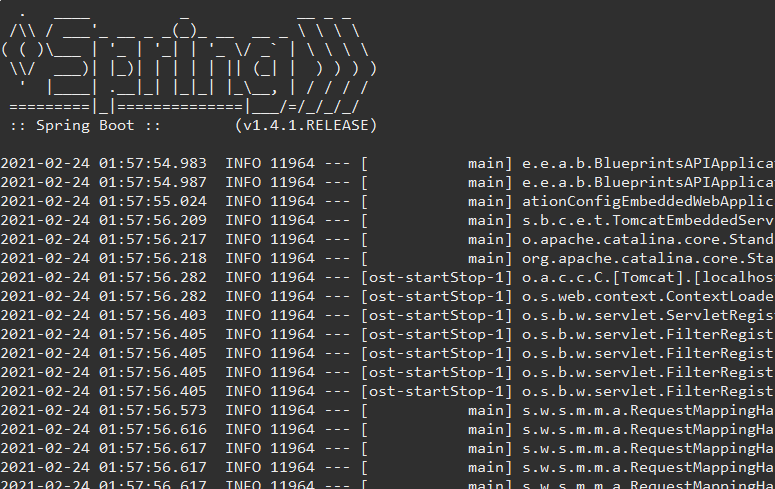 .   ____          _            __ _ _
 /\\ / ___'_ __ _ _(_)_ __  __ _ \ \ \ \
( ( )\___ | '_ | '_| | '_ \/ _` | \ \ \ \
 \\/  ___)| |_)| | | | | || (_| |  ) ) ) )
  '  |____| .__|_| |_|_| |_\__, | / / / /
 =========|_|==============|___/=/_/_/_/
 :: Spring Boot ::        (v1.4.1.RELEASE)
2021-02-24 01:57:54.983  INFO 11964 --- [           main] e.e.a.b.BlueprintsAPIApplica
2021-02-24 01:57:54.987  INFO 11964 --- [           main] e.e.a.b.BlueprintsAPIApplica
2021-02-24 01:57:55.024  INFO 11964 --- [           main] ationConfigEmbeddedWebApplic
2021-02-24 01:57:56.209  INFO 11964 --- [           main] s.b.c.e.t.TomcatEmbeddedServ
2021-02-24 01:57:56.217  INFO 11964 --- [           main] o.apache.catalina.core.Stand
2021-02-24 01:57:56.218  INFO 11964 --- [           main] org.apache.catalina.core.Sta
2021-02-24 01:57:56.282  INFO 11964 --- [ost-startStop-1] o.a.c.c.C.[Tomcat].[localhos
2021-02-24 01:57:56.282  INFO 11964 --- [ost-startStop-1] o.s.web.context.ContextLoade
2021-02-24 01:57:56.403  INFO 11964 --- [ost-startStop-1] o.s.b.w.servlet.ServletRegis
2021-02-24 01:57:56.405  INFO 11964 --- [ost-startStop-1] o.s.b.w.servlet.FilterRegist
2021-02-24 01:57:56.405  INFO 11964 --- [ost-startStop-1] o.s.b.w.servlet.FilterRegist
2021-02-24 01:57:56.405  INFO 11964 --- [ost-startStop-1] o.s.b.w.servlet.FilterRegist
2021-02-24 01:57:56.405  INFO 11964 --- [ost-startStop-1] o.s.b.w.servlet.FilterRegist
2021-02-24 01:57:56.573  INFO 11964 --- [           main] s.w.s.m.m.a.RequestMappingHa
2021-02-24 01:57:56.616  INFO 11964 --- [           main] s.w.s.m.m.a.RequestMappingHa
2021-02-24 01:57:56.617  INFO 11964 --- [           main] s.w.s.m.m.a.RequestMappingHa
2021-02-24 01:57:56.617  INFO 11964 --- [           main] s.w.s.m.m.a.RequestMappingHa
2021-02-24 01:57:56.617  INFO 11964 --- [           main] s.w.s.m.m.a.RequestMappingHa